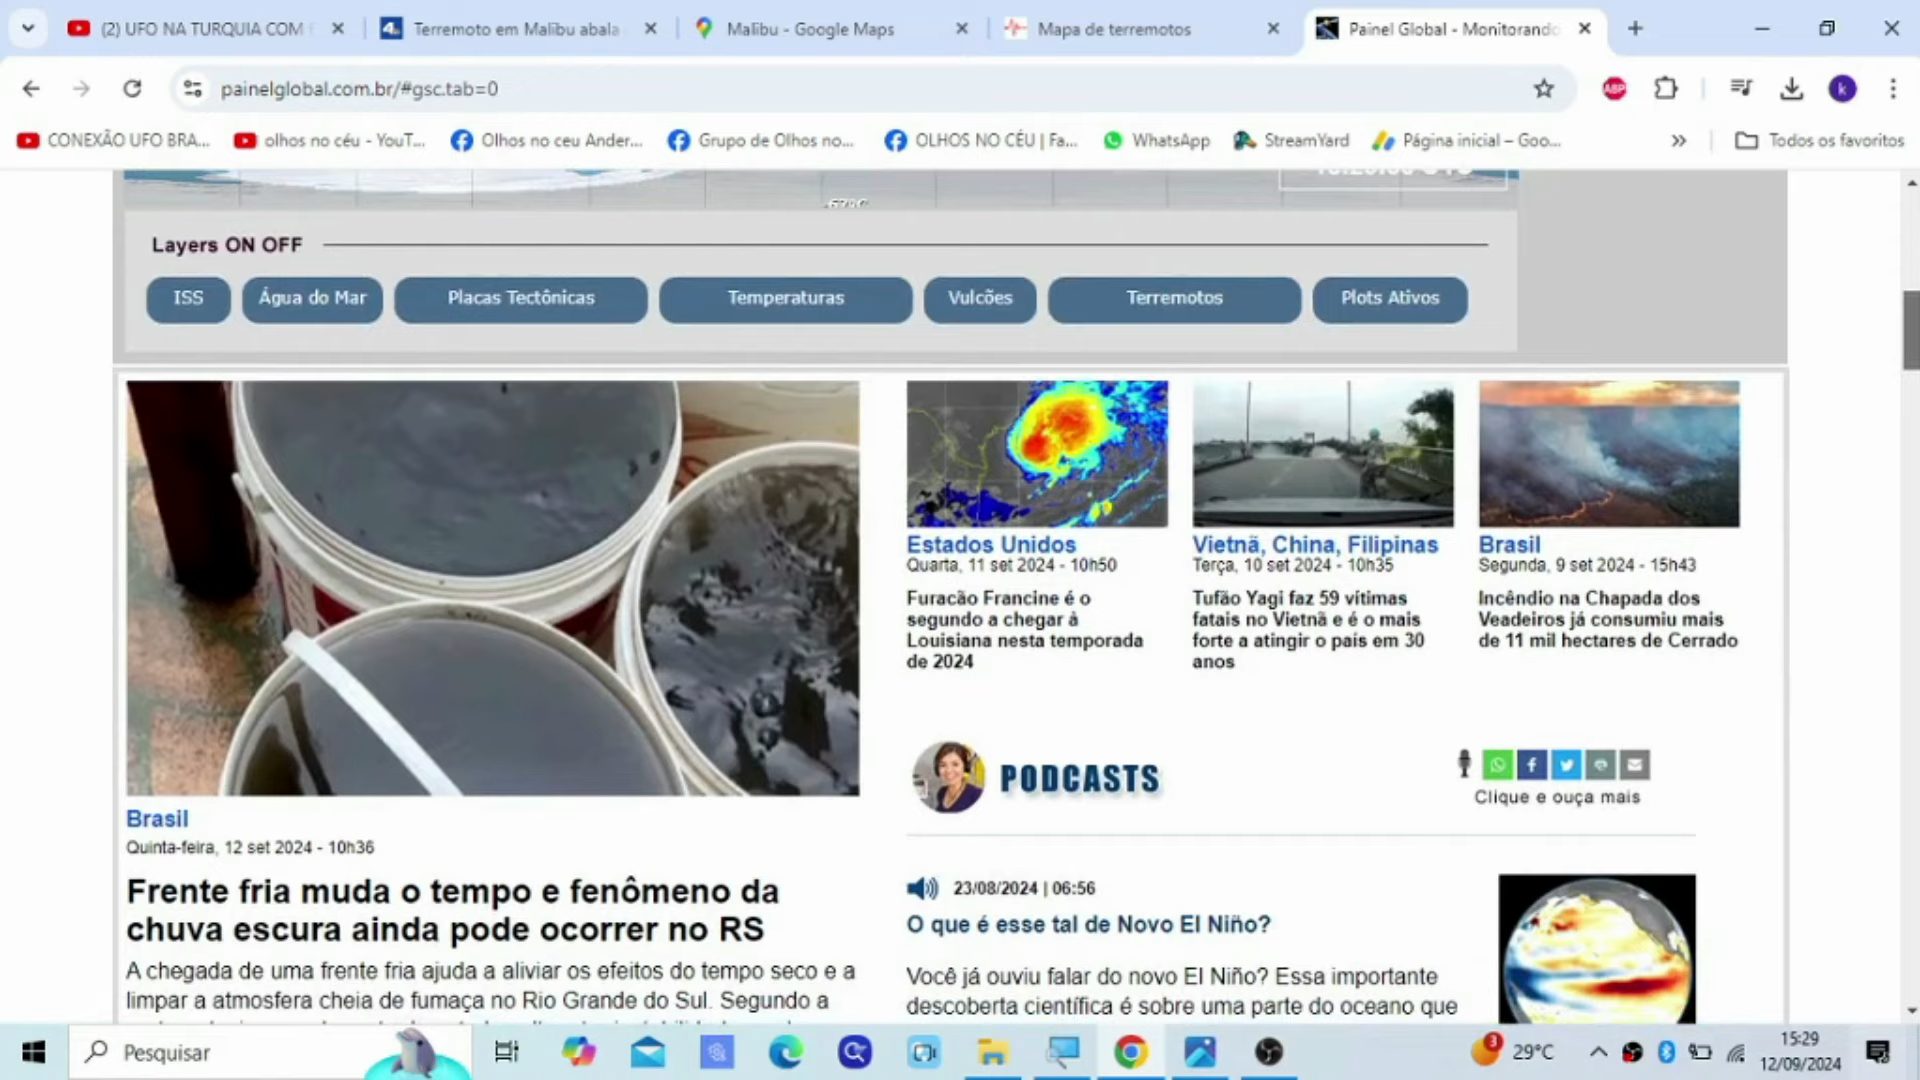 (2) UFO NA TURQUIA COM
Terremoto em Malibu abala
Malibu - Google Maps
Mapa de terremotos
Painel Global - Monitorando
painelglobal.com.br/#gsc.tab=0
ABP
k
CONEXÃO UFO BRA...
olhos no céu - YouT...
Olhos no ceu Ander...
Grupo de Olhos no...
OLHOS NO CÉU | Fa...
WhatsApp
StreamYard
Página inicial – Goo...
Todos os favoritos
Layers ON OFF
ISS
Água do Mar
Placas Tectônicas
Temperaturas
Vulcões
Terremotos
Plots Ativos
Estados Unidos
Quarta, 11 set 2024 - 10h50
Furacão Francine é o
segundo a chegar à
Louisiana nesta temporada
de 2024
Vietnã, China, Filipinas
Terça, 10 set 2024 - 10h35
Tufão Yagi faz 59 vítimas
fatais no Vietnã e é o mais
forte a atingir o país em 30
anos
Brasil
Segunda, 9 set 2024 - 15h43
Incêndio na Chapada dos
Veadeiros já consumiu mais
de 11 mil hectares de Cerrado
PODCASTS
Clique e ouça mais
Brasil
Quinta-feira, 12 set 2024 - 10h36
Frente fria muda o tempo e fenômeno da
chuva escura ainda pode ocorrer no RS
A chegada de uma frente fria ajuda a aliviar os efeitos do tempo seco e a
limpar a atmosfera cheia de fumaça no Rio Grande do Sul. Segundo a
23/08/2024 | 06:56
O que é esse tal de Novo El Niño?
Você já ouviu falar do novo El Niño? Essa importante
descoberta científica é sobre uma parte do oceano que
Pesquisar
3
29°C
15:29
12/09/2024